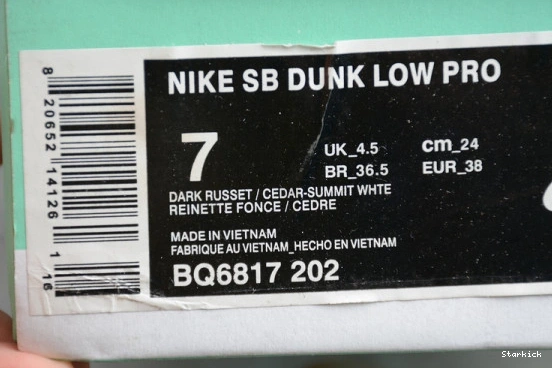 NIKE SB DUNK LOW PRO
7
UK_4.5 cm_24
BR_36.5 EUR_38
DARK RUSSET / CEDAR-SUMMIT WHTE
REINETTE FONCE / CEDRE
MADE IN VIETNAM
FABRIQUE AU VIETNAM_HECHO EN VIETNAM
BQ6817 202
8 20652 14126 1 16
Starkick